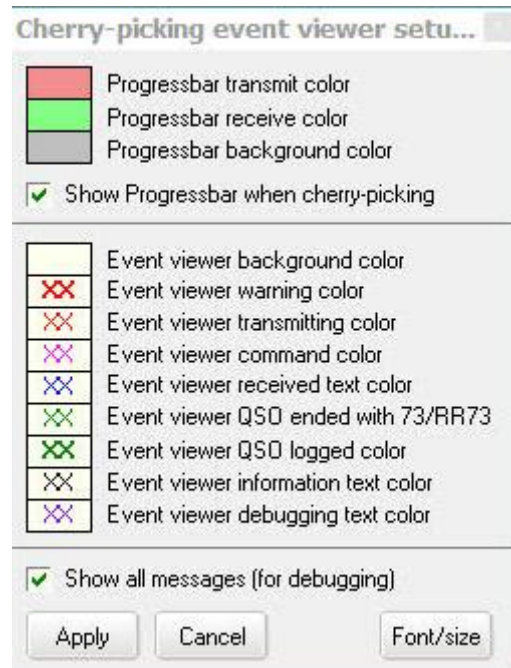 Cherry-picking event viewer setu...
Progressbar transmit color
Progressbar receive color
Progressbar background color
Show Progressbar when cherry-picking
Event viewer background color
XX Event viewer warning color
XX Event viewer transmitting color
XX Event viewer command color
XX Event viewer received text color
XX Event viewer QSO ended with 73/RR73
XX Event viewer QSO logged color
XX Event viewer information text color
XX Event viewer debugging text color
Show all messages (for debugging)
Apply Cancel Font/size